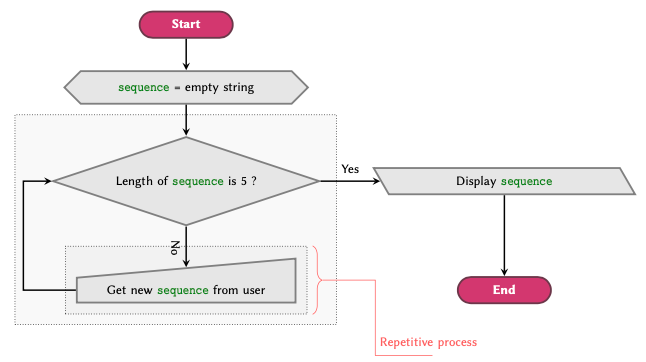 Start
sequence = empty string
Length of sequence is 5 ?
Yes
Display sequence
No
Get new sequence from user
End
Repetitive process